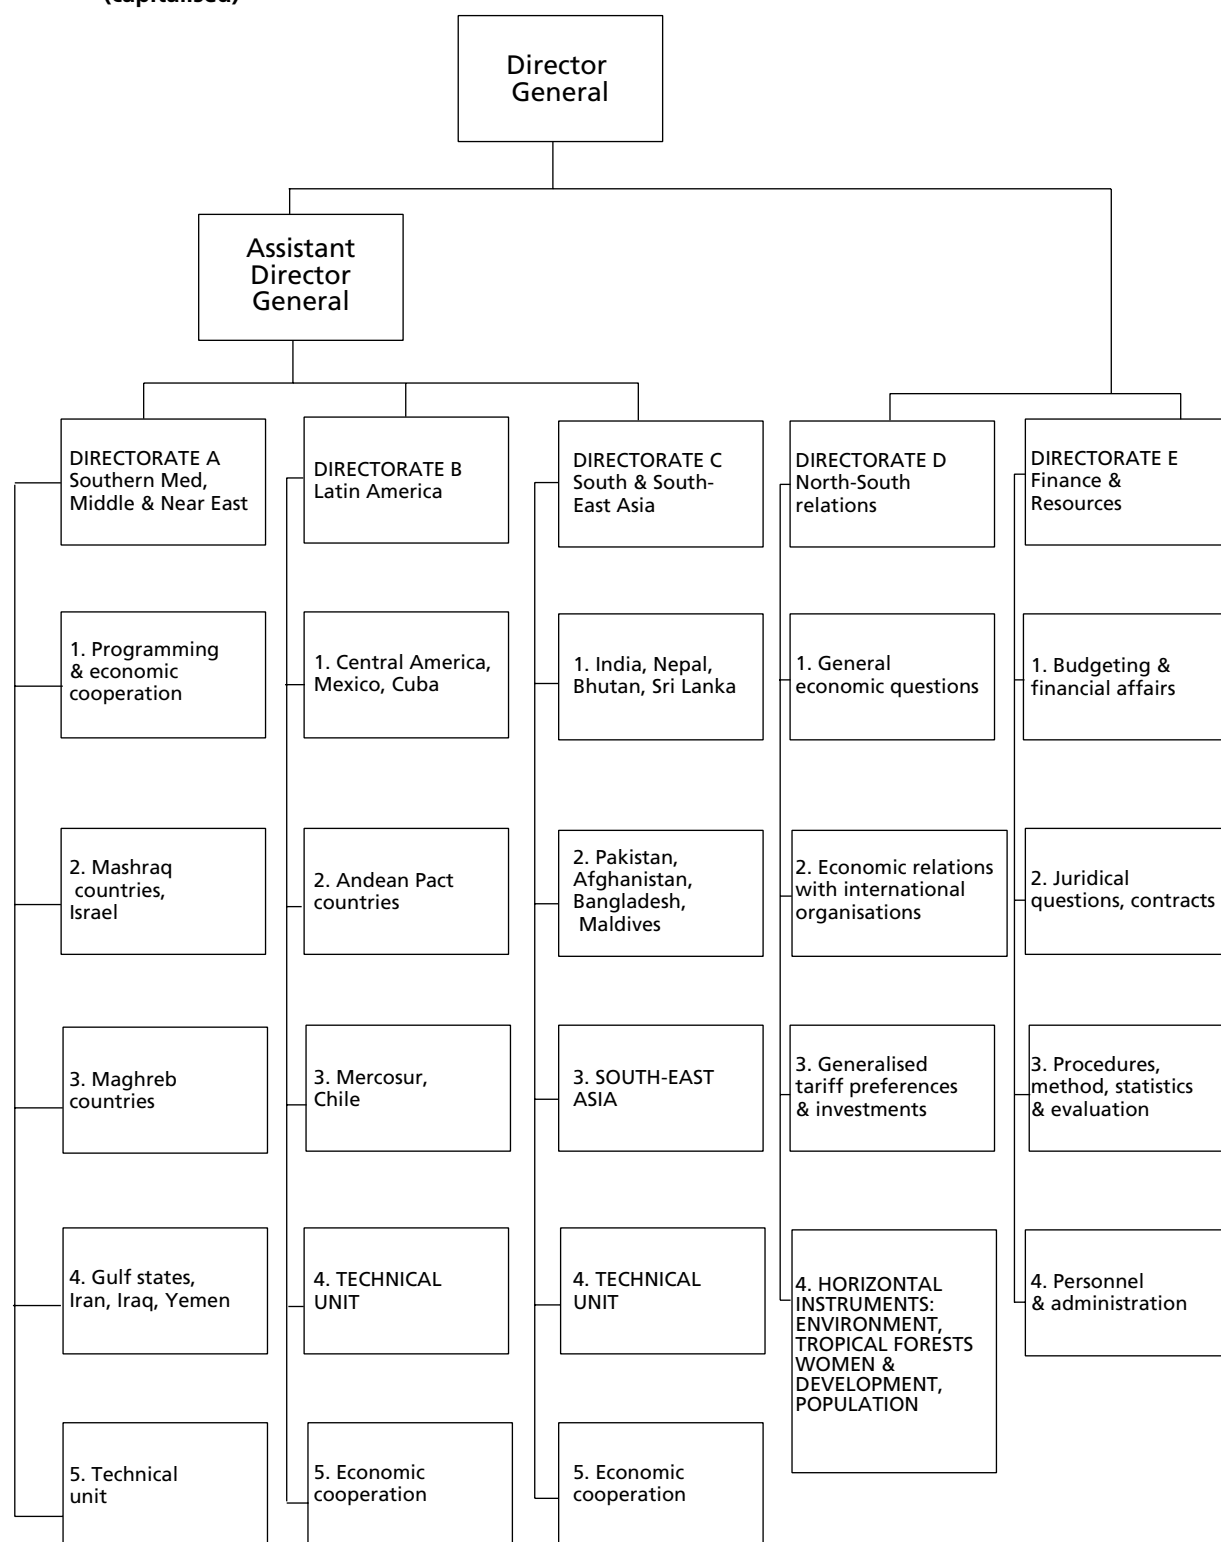 (capitalised)
Director
General
Assistant
Director
General
DIRECTORATE A
Southern Med,
Middle & Near East
DIRECTORATE B
Latin America
DIRECTORATE C
South & South-
East Asia
DIRECTORATE D
North-South
relations
DIRECTORATE E
Finance &
Resources
1. Programming
& economic
cooperation
1. Central America,
Mexico, Cuba
1. India, Nepal,
Bhutan, Sri Lanka
1. General
economic questions
1. Budgeting &
financial affairs
2. Mashraq
countries,
Israel
2. Andean Pact
countries
2. Pakistan,
Afghanistan,
Bangladesh,
Maldives
2. Economic relations
with international
organisations
2. Juridical
questions, contracts
3. Maghreb
countries
3. Mercosur,
Chile
3. SOUTH-EAST
ASIA
3. Generalised
tariff preferences
& investments
3. Procedures,
method, statistics
& evaluation
4. Gulf states,
Iran, Iraq, Yemen
4. TECHNICAL
UNIT
4. TECHNICAL
UNIT
4. HORIZONTAL
INSTRUMENTS:
ENVIRONMENT,
TROPICAL FORESTS
WOMEN &
DEVELOPMENT,
POPULATION
4. Personnel
& administration
5. Technical
unit
5. Economic
cooperation
5. Economic
cooperation